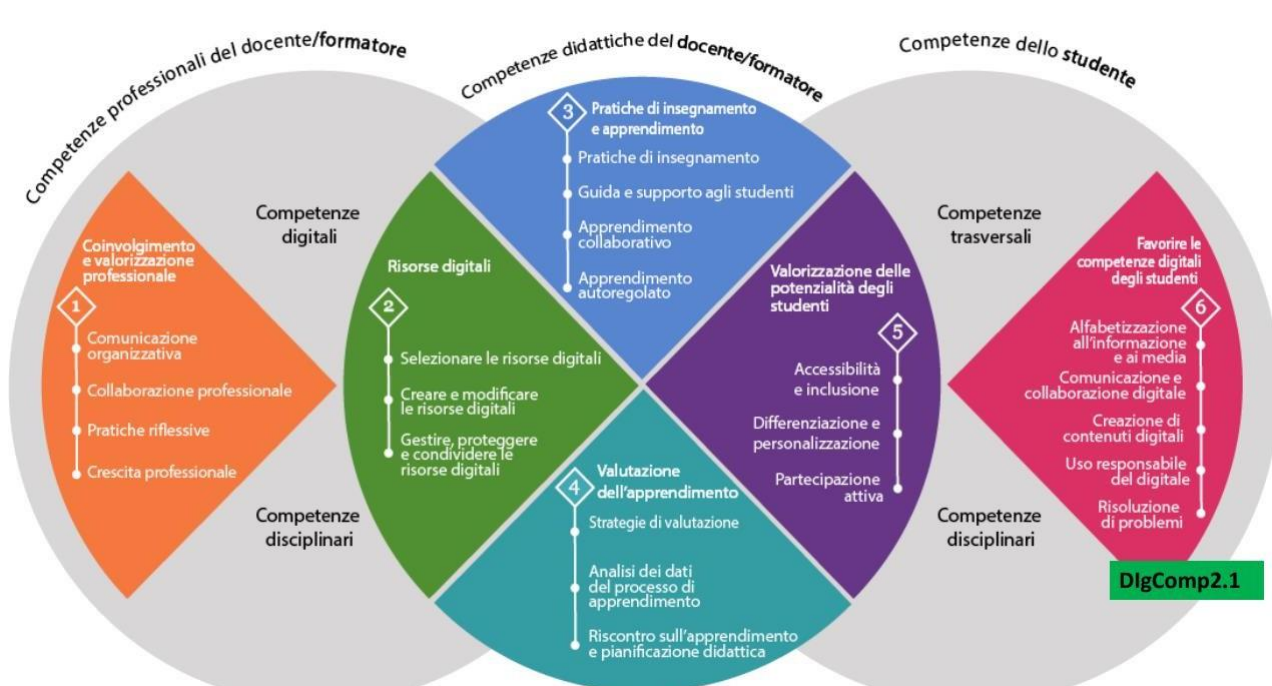 Competenze professionali del docente/formatore
Competenze didattiche del docente/formatore
Competenze dello studente
Competenze
digitali
Competenze
disciplinari
Coinvolgimento
e valorizzazione
professionale
1
Comunicazione
organizzativa
Collaborazione professionale
Pratiche riflessive
Crescita professionale
Risorse digitali
2
Selezionare le risorse digitali
Creare e modificare
le risorse digitali
Gestire, proteggere
e condividere le
risorse digitali
3
Pratiche di insegnamento
e apprendimento
Pratiche di insegnamento
Guida e supporto agli studenti
Apprendimento
collaborativo
Apprendimento
autoregolato
4
Valutazione
dell'apprendimento
Strategie di valutazione
Analisi dei dati
del processo di
apprendimento
Riscontro sull'apprendimento
e pianificazione didattica
Valorizzazione delle
potenzialità degli
studenti
5
Accessibilità
e inclusione
Differenziazione e
personalizzazione
Partecipazione
attiva
Competenze
trasversali
Competenze
disciplinari
Favorire le
competenze digitali
degli studenti
6
Alfabetizzazione
all'informazione
e ai media
Comunicazione e
collaborazione digitale
Creazione di
contenuti digitali
Uso responsabile
del digitale
Risoluzione
di problemi
DIgComp2.1